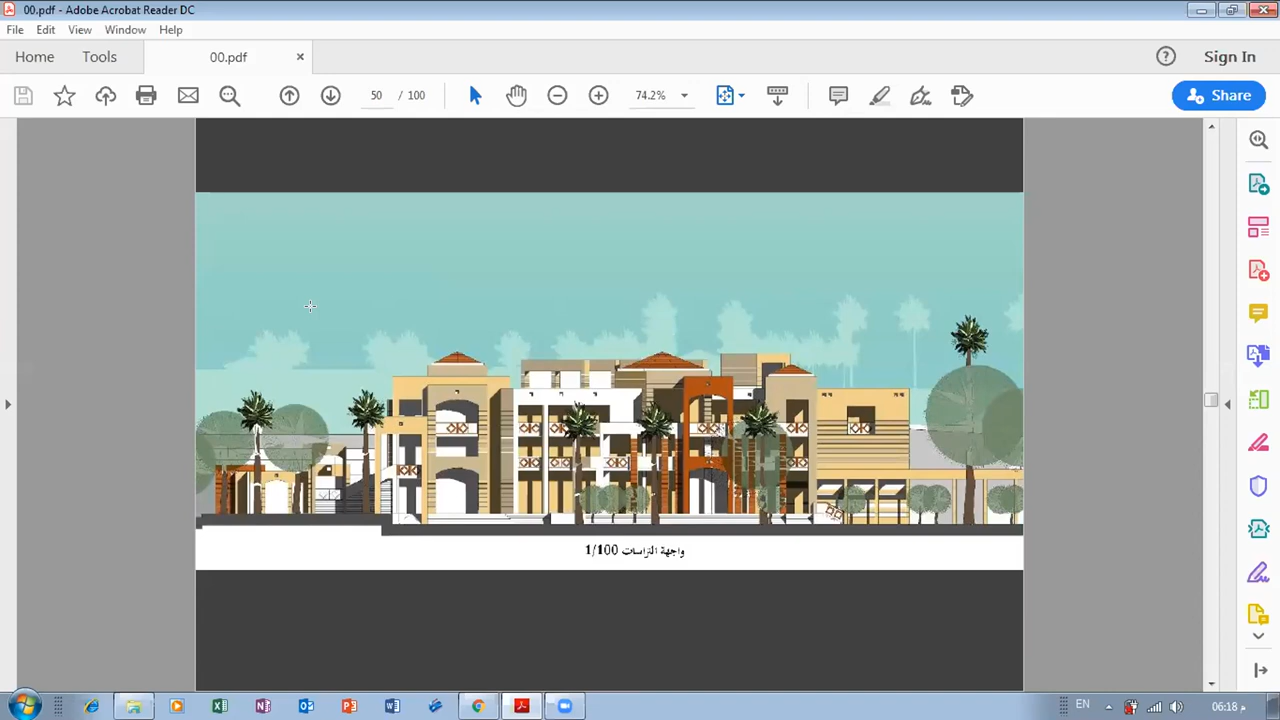 00.pdf - Adobe Acrobat Reader DC
File Edit View Window Help
Home Tools 00.pdf × Sign In
50 / 100 74.2% Share
واجهة التراسات 1/100
EN 06:18 م